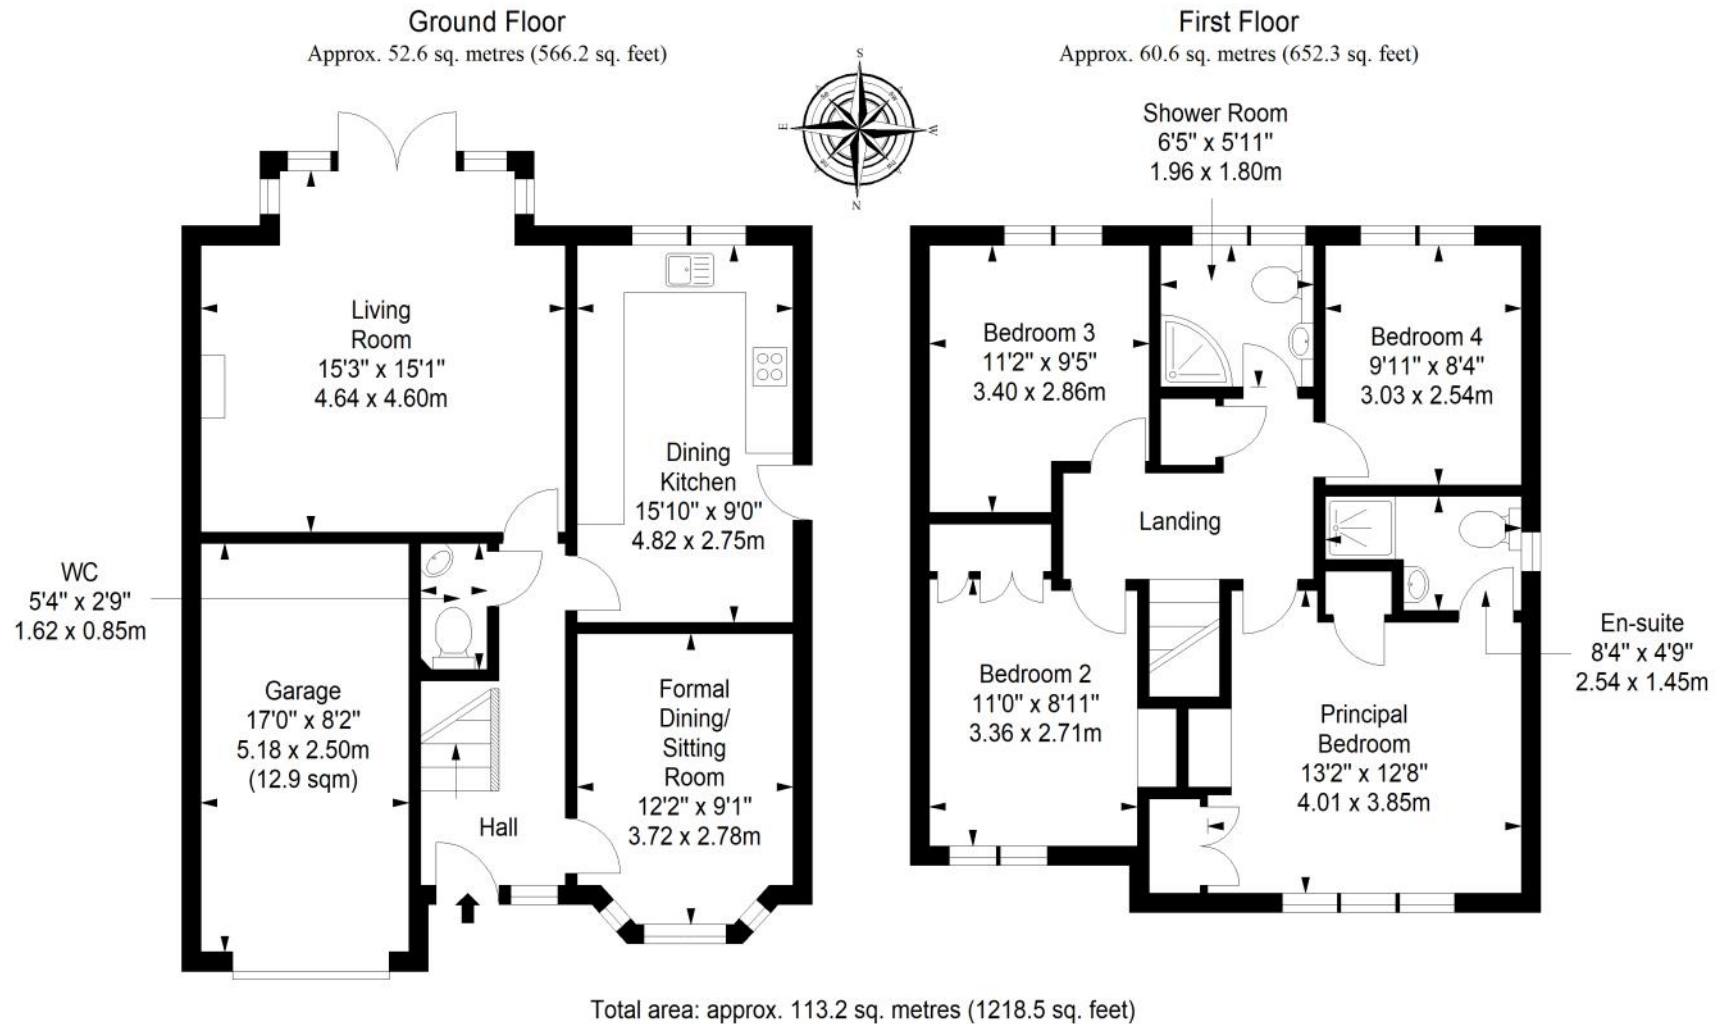 Ground Floor
Approx. 52.6 sq. metres (566.2 sq. feet)
First Floor
Approx. 60.6 sq. metres (652.3 sq. feet)
S
E
W
N
Shower Room
6'5" x 5'11"
1.96 x 1.80m
Living
Room
15'3" x 15'1"
4.64 x 4.60m
Dining
Kitchen
15'10" x 9'0"
4.82 x 2.75m
WC
5'4" x 2'9"
1.62 x 0.85m
Garage
17'0" x 8'2"
5.18 x 2.50m
(12.9 sqm)
Hall
Formal
Dining/
Sitting
Room
12'2" x 9'1"
3.72 x 2.78m
Bedroom 3
11'2" x 9'5"
3.40 x 2.86m
Bedroom 4
9'11" x 8'4"
3.03 x 2.54m
Landing
En-suite
8'4" x 4'9"
2.54 x 1.45m
Bedroom 2
11'0" x 8'11"
3.36 x 2.71m
Principal
Bedroom
13'2" x 12'8"
4.01 x 3.85m
Total area: approx. 113.2 sq. metres (1218.5 sq. feet)